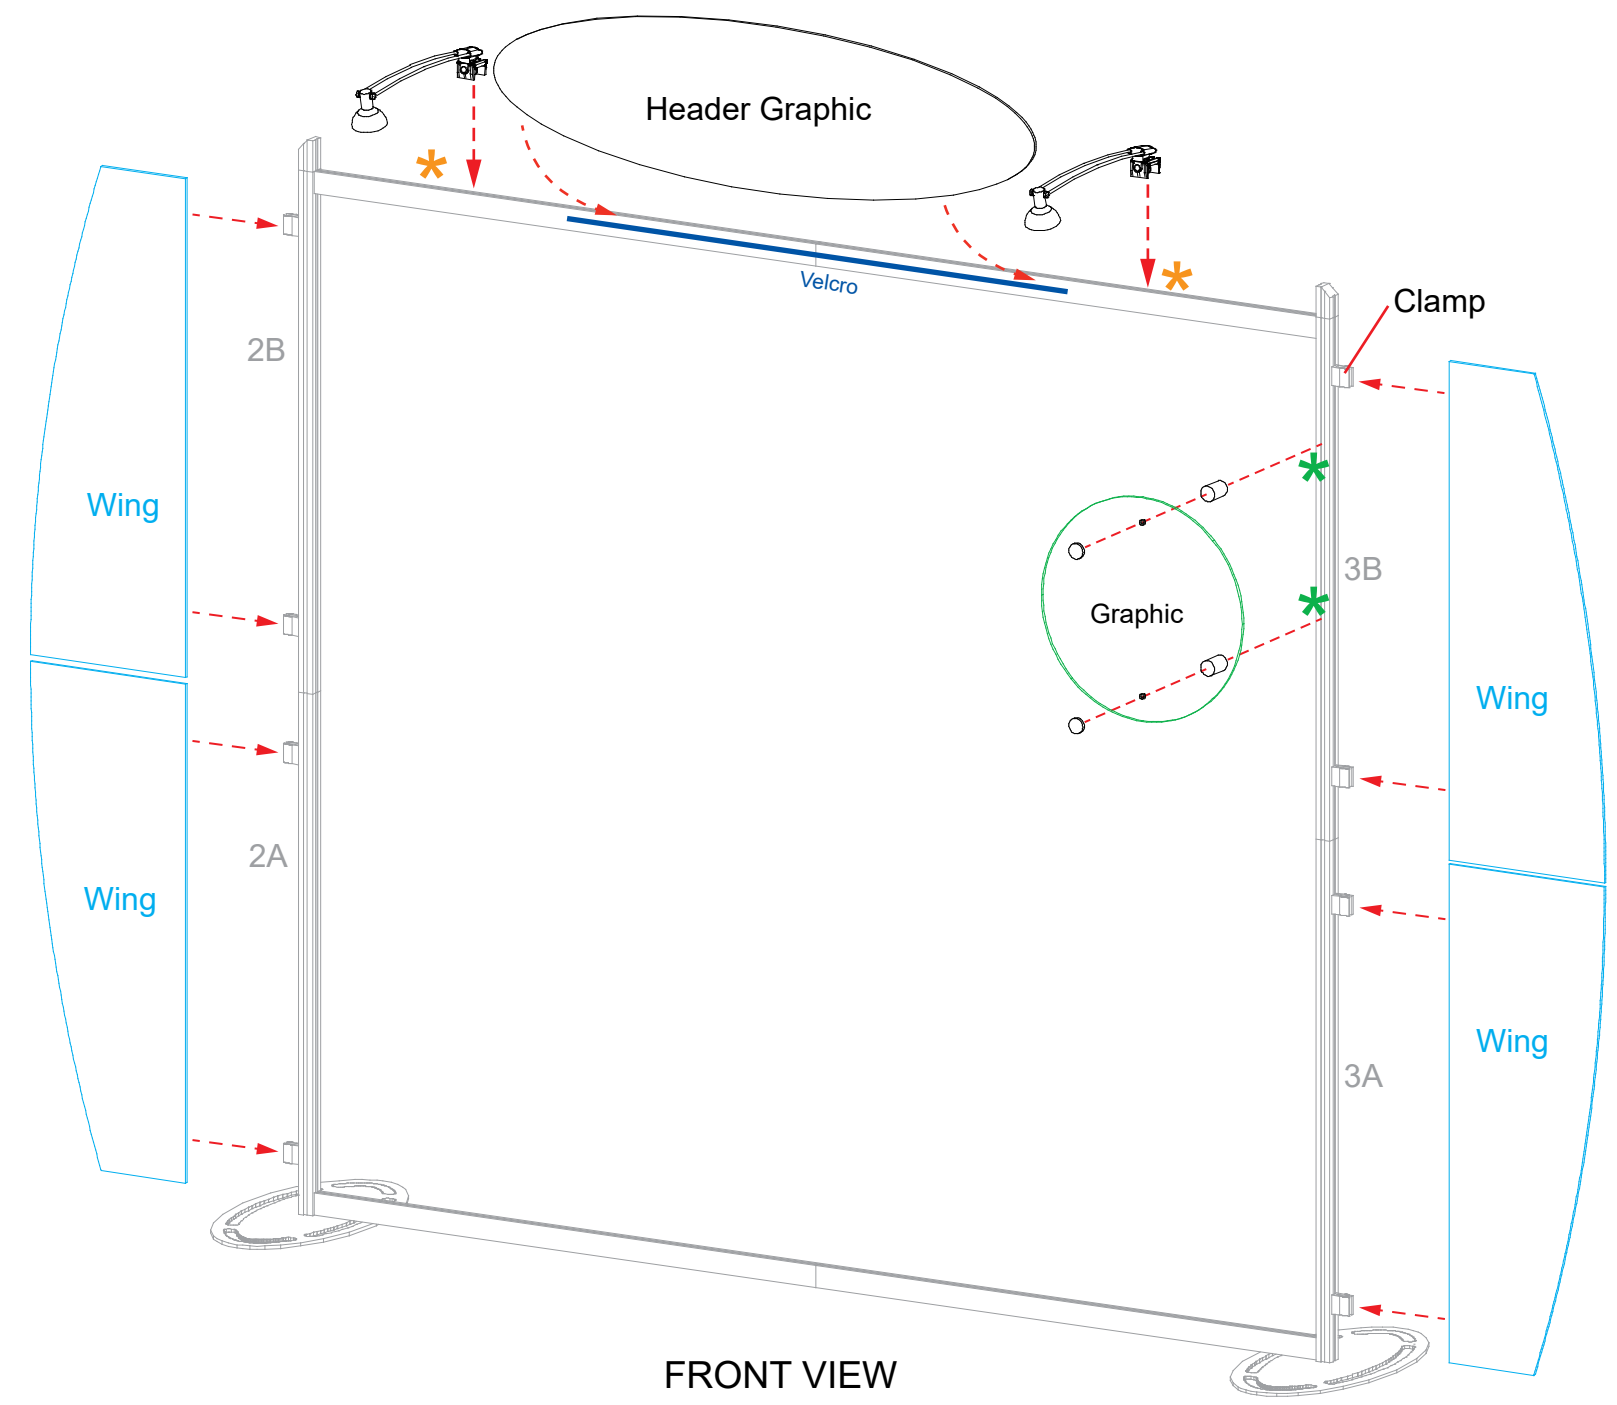 Header Graphic
*
*
Velcro
Clamp
2B
*
Wing
3B
*
Graphic
Wing
2A
Wing
Wing
3A
FRONT VIEW